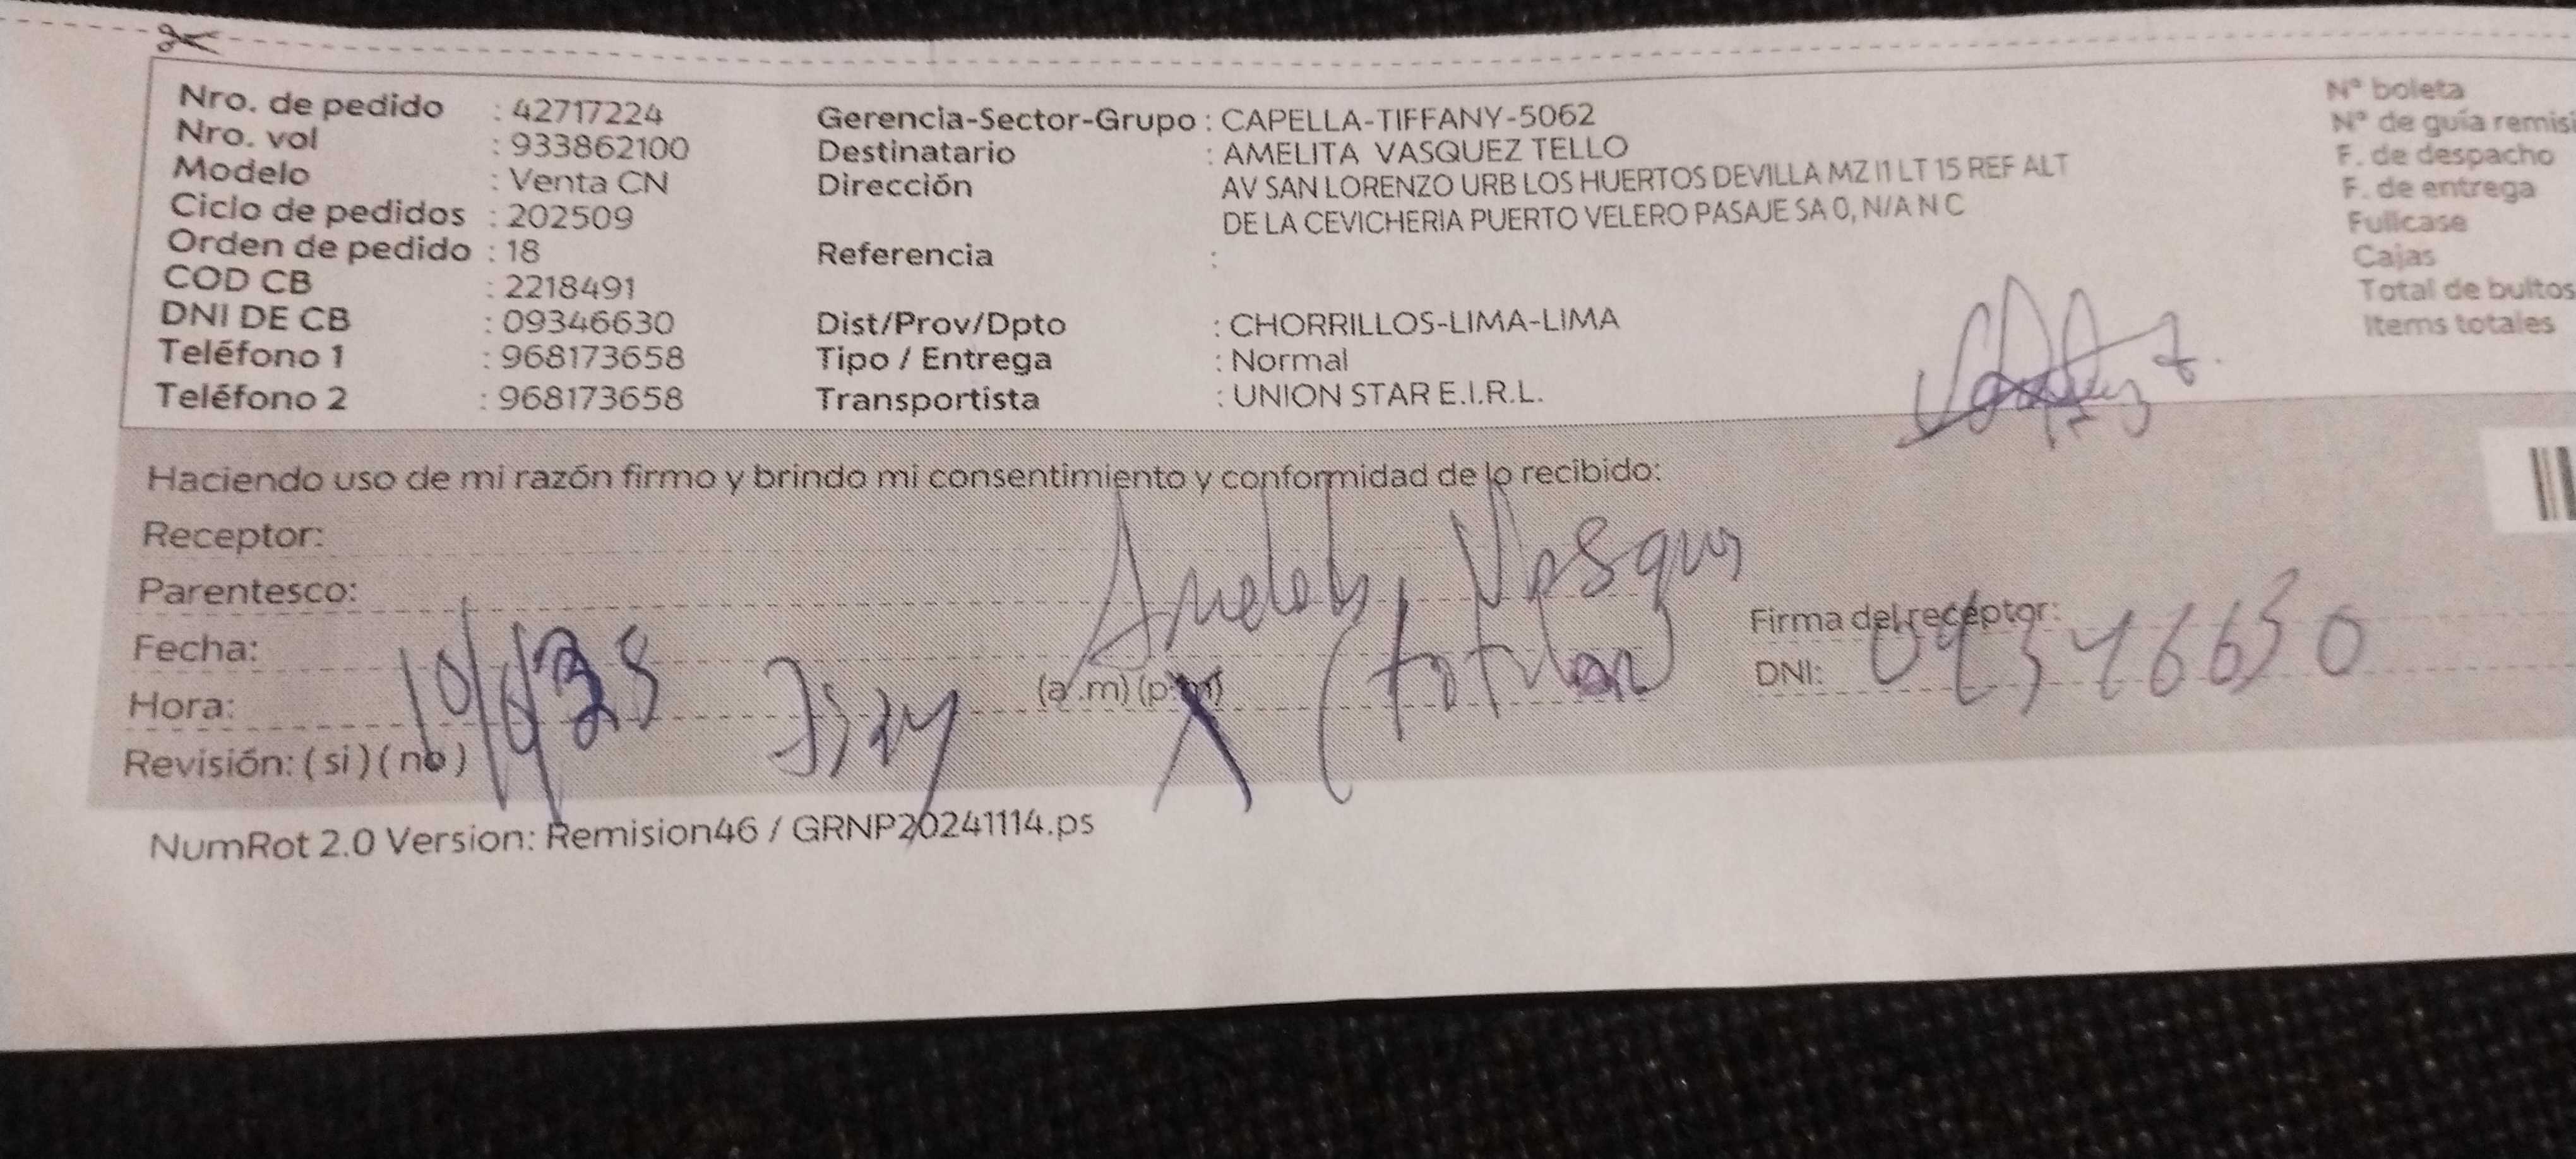 Nro. de pedido : 42717224
Nro. vol : 933862100
Modelo : Venta CN
Ciclo de pedidos : 202509
Orden de pedido : 18
COD CB : 2218491
DNI DE CB : 09346630
Teléfono 1 : 968173658
Teléfono 2 : 968173658
Gerencia-Sector-Grupo : CAPELLA-TIFFANY-5062
Destinatario : AMELITA VASQUEZ TELLO
Dirección AV SAN LORENZO URB LOS HUERTOS DEVILLA MZ I1 LT 15 REF ALT
DE LA CEVICHERIA PUERTO VELERO PASAJE SA 0, N/A N C
Referencia :
Dist/Prov/Dpto : CHORRILLOS-LIMA-LIMA
Tipo / Entrega : Normal
Transportista : UNION STAR E.I.R.L.
N° boleta
N° de guía remisi
F. de despacho
F. de entrega
Fullcase
Cajas
Total de bultos
Items totales
Haciendo uso de mi razón firmo y brindo mi consentimiento y conformidad de lo recibido:
Receptor:
Parentesco:
Fecha:
Hora: (a .m) (p.m)
Revisión: ( si ) ( no )
Firma del receptor:
DNI: 09346630
NumRot 2.0 Version: Remision46 / GRNP20241114.ps